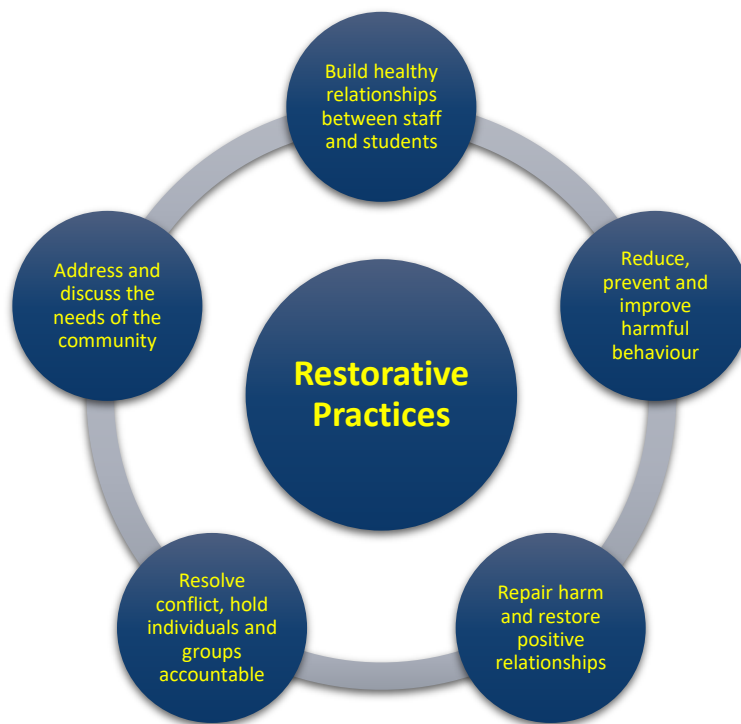 Build healthy
relationships
between staff
and students
Reduce,
prevent and
improve
harmful
behaviour
Repair harm
and restore
positive
relationships
Resolve
conflict, hold
individuals and
groups
accountable
Address and
discuss the
needs of the
community
Restorative
Practices